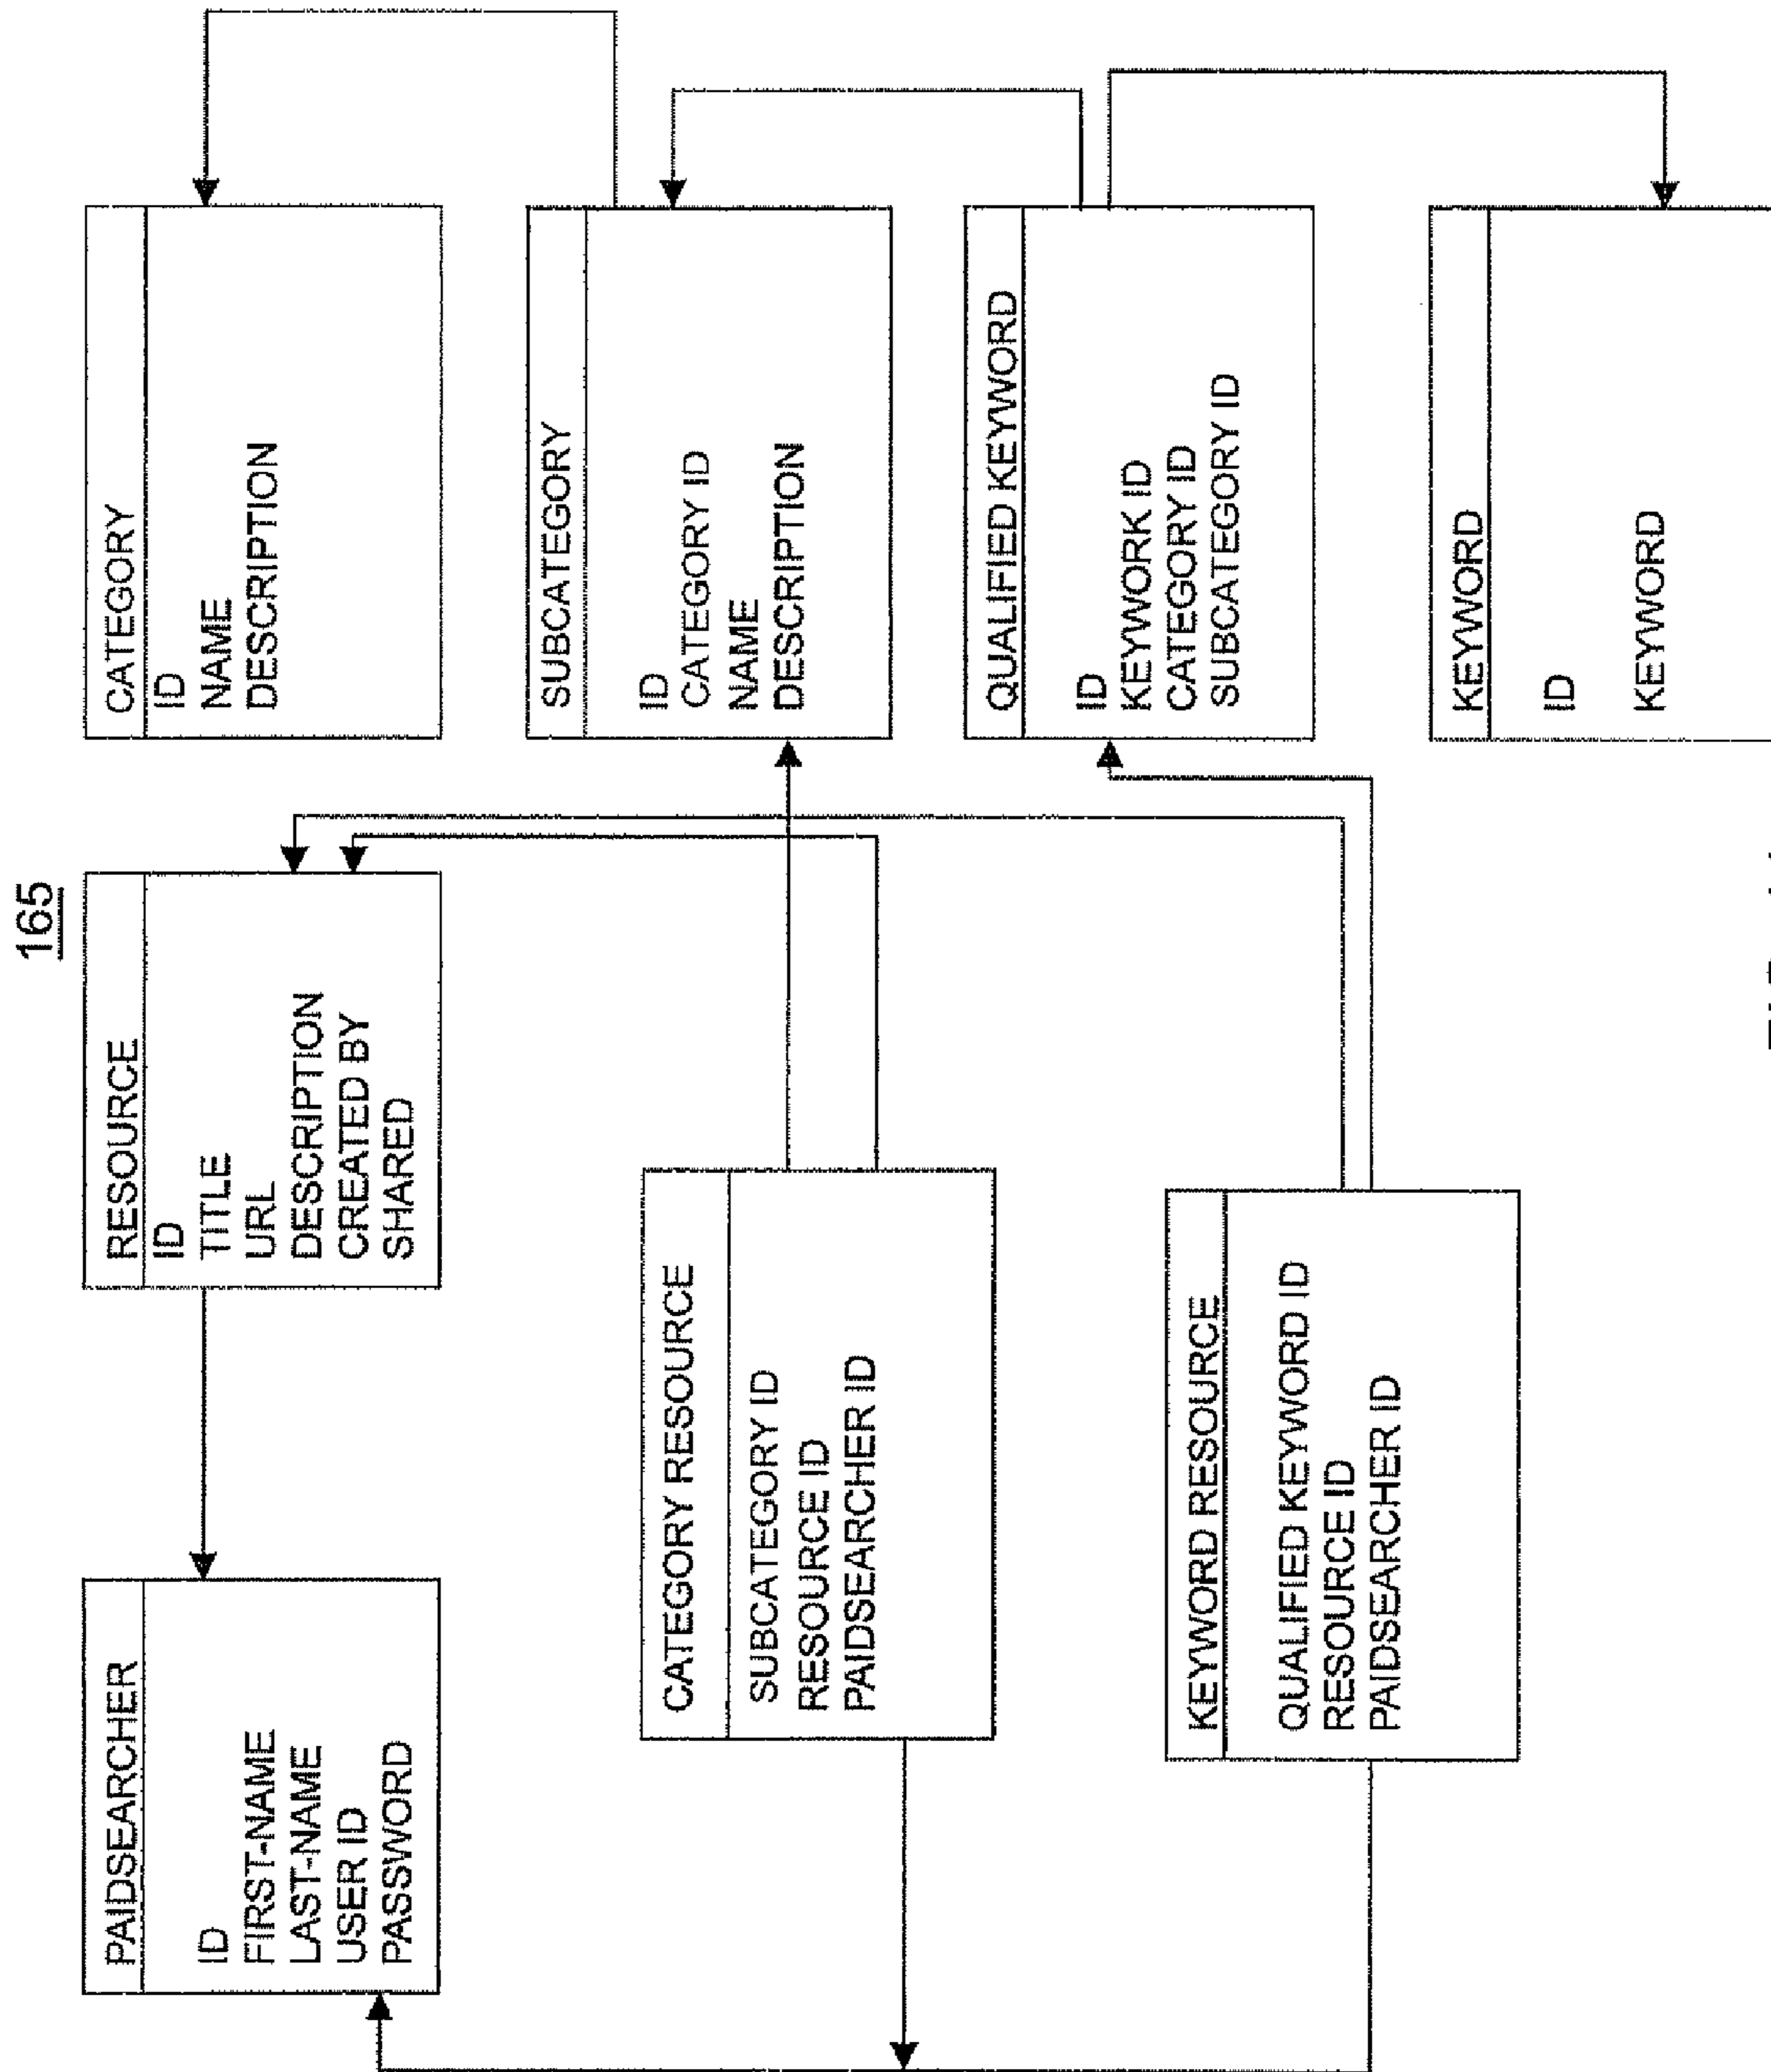 165
PAIDSEARCHER
ID
FIRST-NAME
LAST-NAME
USER ID
PASSWORD
RESOURCE
ID
TITLE
URL
DESCRIPTION
CREATED BY
SHARED
CATEGORY
ID
NAME
DESCRIPTION
CATEGORY RESOURCE
SUBCATEGORY ID
RESOURCE ID
PAIDSEARCHER ID
SUBCATEGORY
ID
CATEGORY ID
NAME
DESCRIPTION
KEYWORD RESOURCE
QUALIFIED KEYWORD ID
RESOURCE ID
PAIDSEARCHER ID
QUALIFIED KEYWORD
ID
KEYWORK ID
CATEGORY ID
SUBCATEGORY ID
KEYWORD
ID
KEYWORD